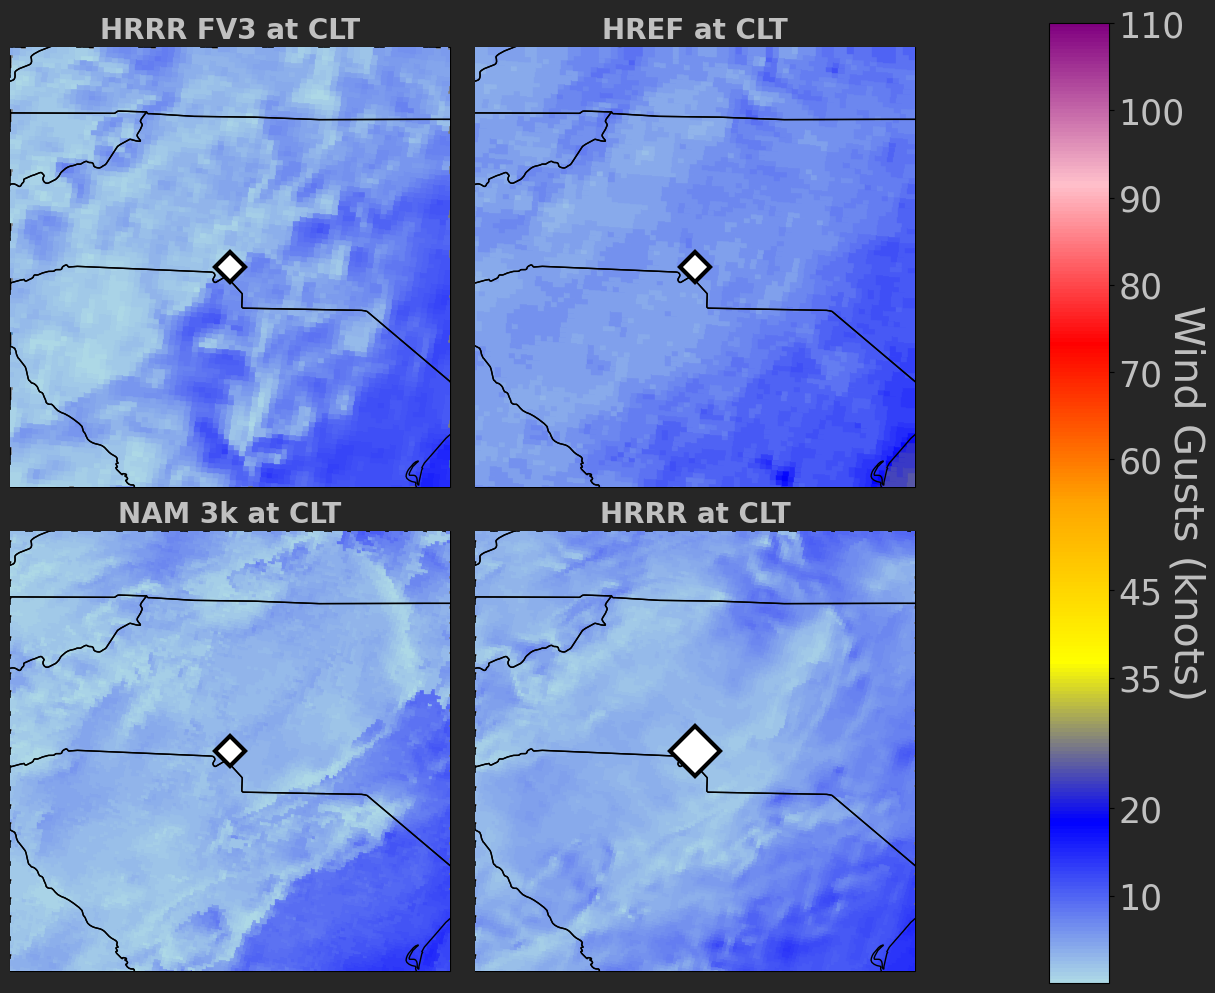 HRRR FV3 at CLT
HREF at CLT
NAM 3k at CLT
HRRR at CLT
110
100
90
80
70
60
45
35
20
10
Wind Gusts (knots)